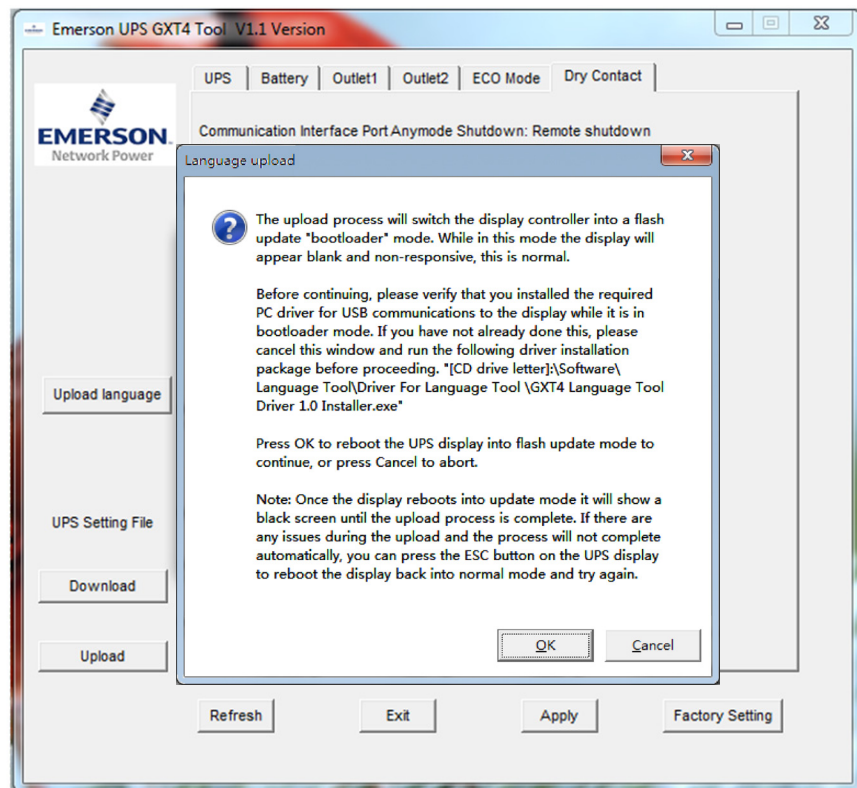 Emerson UPS GXT4 Tool V1.1 Version
UPS
Battery
Outlet1
Outlet2
ECO Mode
Dry Contact
EMERSON.
Network Power
Communication Interface Port Anymode Shutdown: Remote shutdown
Language upload
The upload process will switch the display controller into a flash
update "bootloader" mode. While in this mode the display will
appear blank and non-responsive, this is normal.
Before continuing, please verify that you installed the required
PC driver for USB communications to the display while it is in
bootloader mode. If you have not already done this, please
cancel this window and run the following driver installation
package before proceeding. "[CD drive letter]:\Software\
Language Tool\Driver For Language Tool \GXT4 Language Tool
Driver 1.0 Installer.exe"
Press OK to reboot the UPS display into flash update mode to
continue, or press Cancel to abort.
Note: Once the display reboots into update mode it will show a
black screen until the upload process is complete. If there are
any issues during the upload and the process will not complete
automatically, you can press the ESC button on the UPS display
to reboot the display back into normal mode and try again.
OK
Cancel
Upload language
UPS Setting File
Download
Upload
Refresh
Exit
Apply
Factory Setting